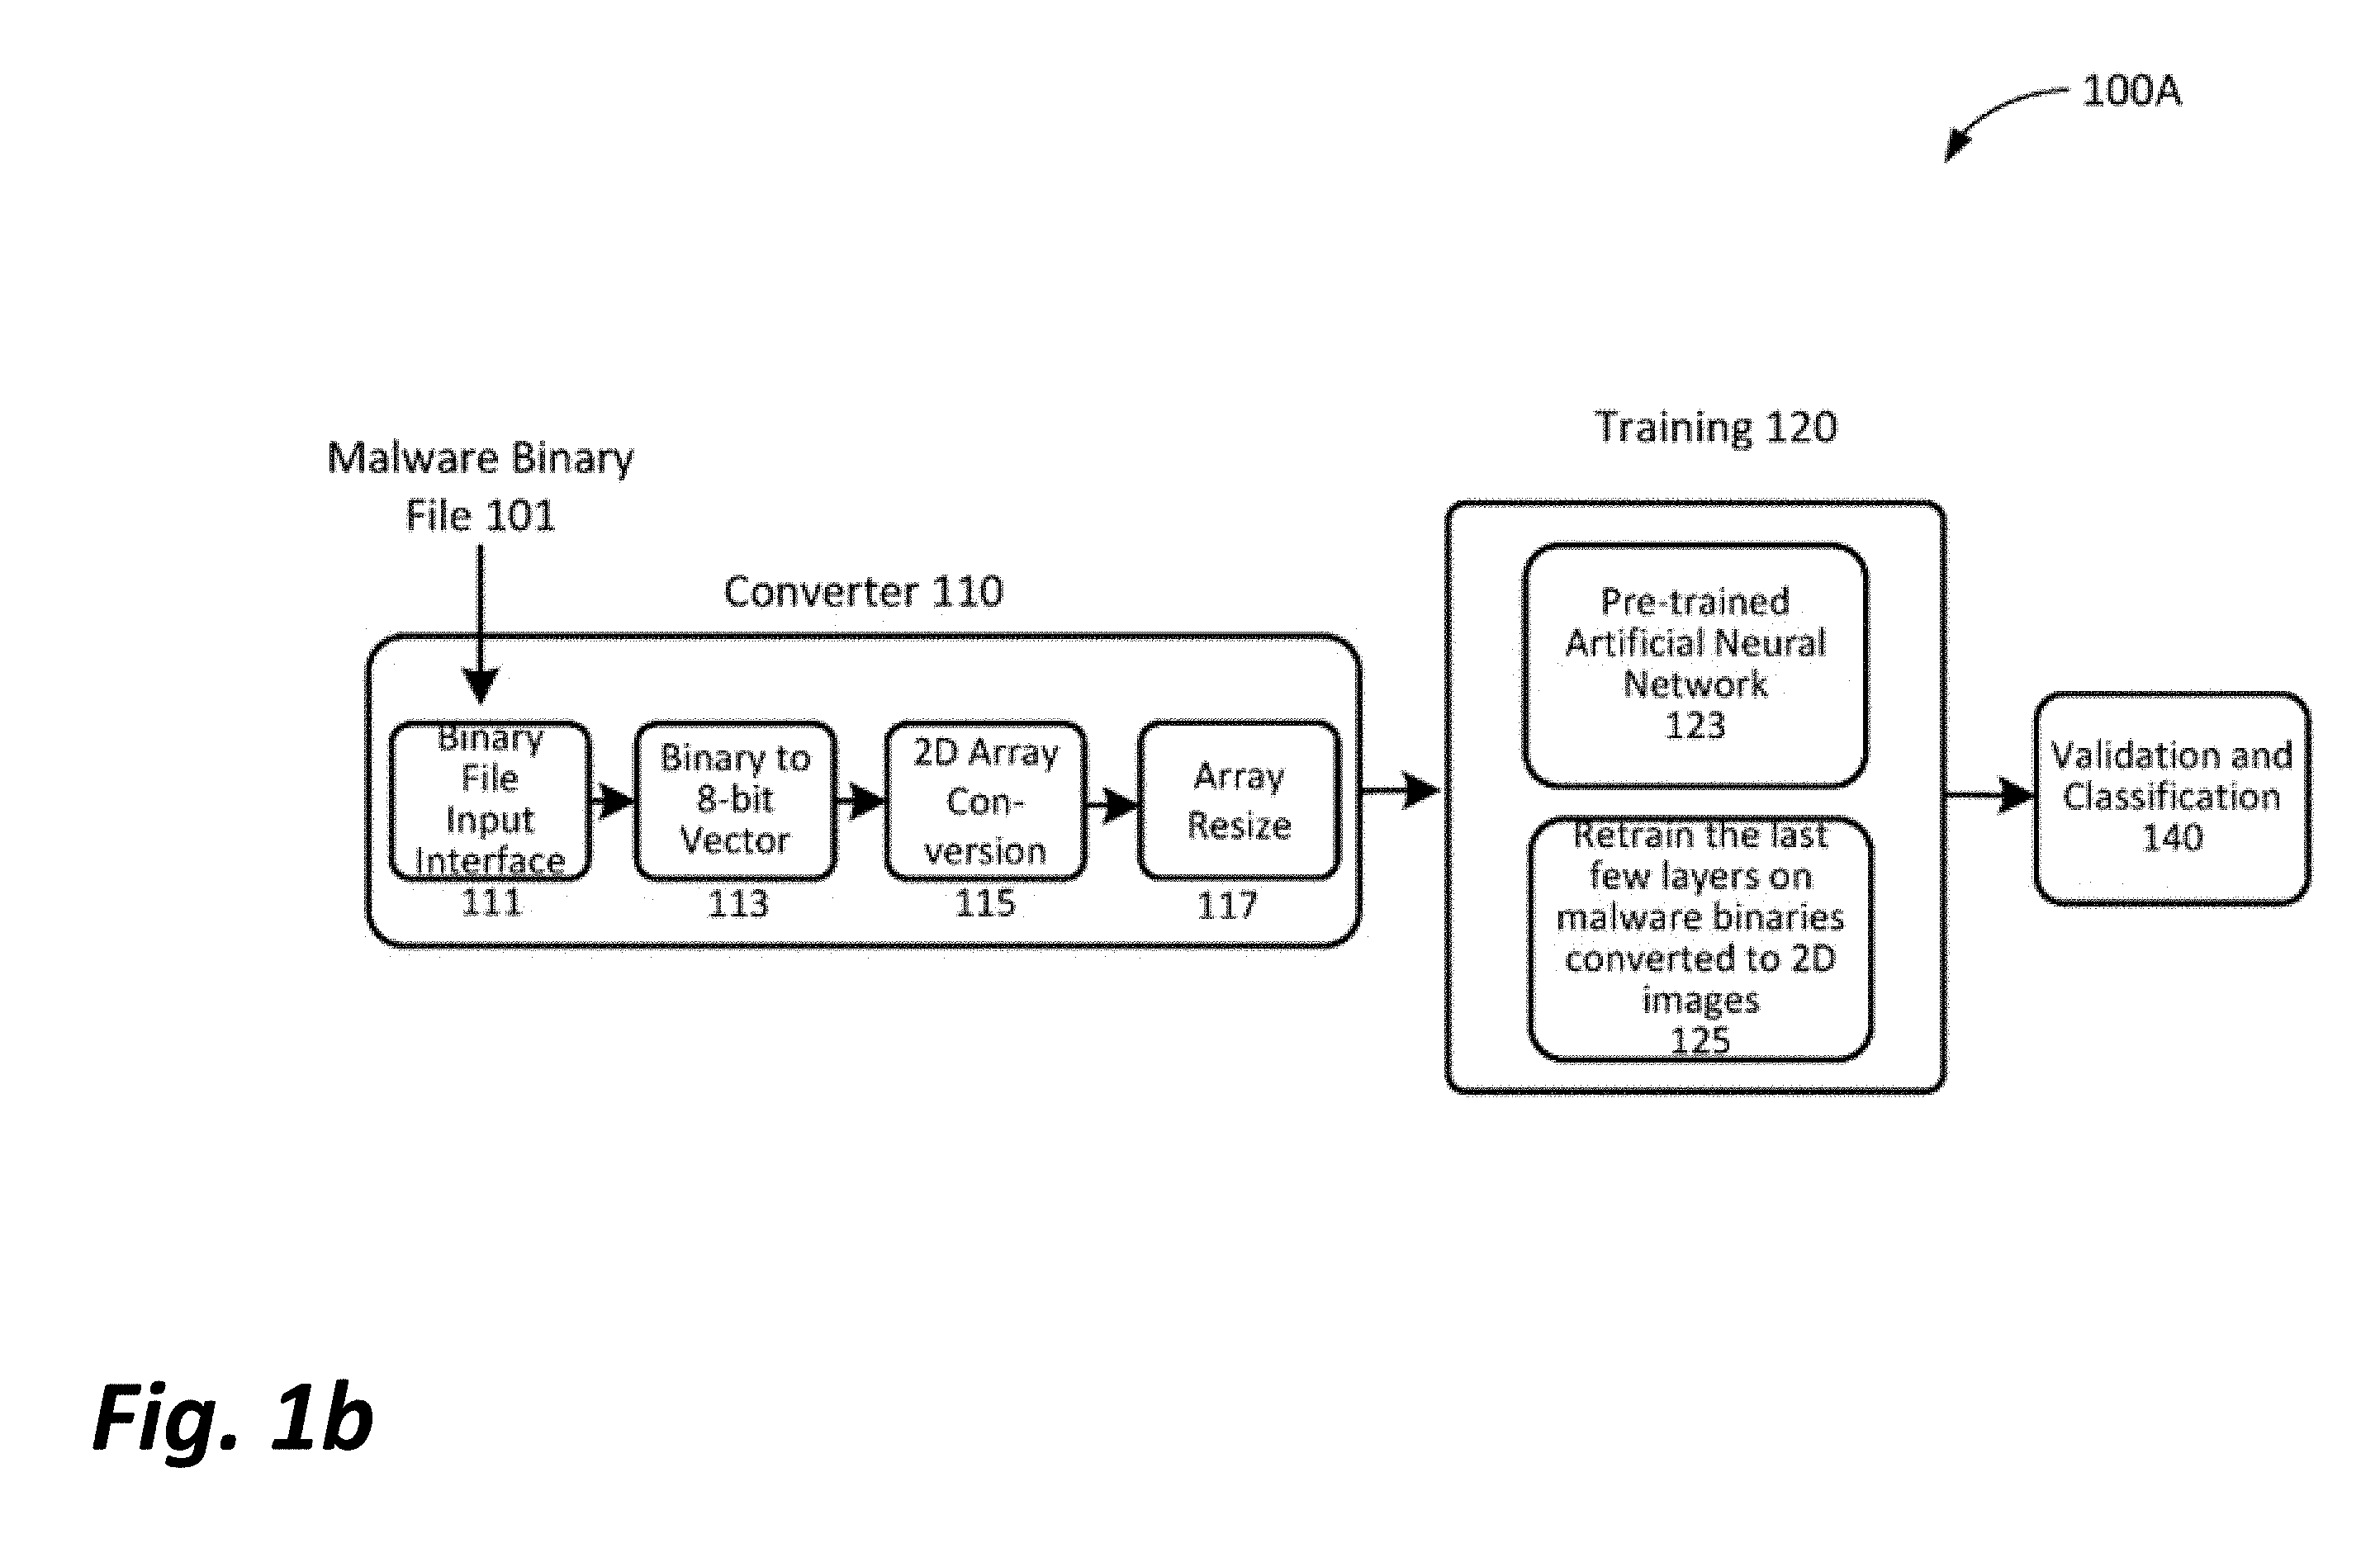 100A
Training 120
Malware Binary
File 101
Converter 110
Binary
File
Input
Interface
111
Binary to
8-bit
Vector
113
2D Array
Con-
version
115
Array
Resize
117
Pre-trained
Artificial Neural
Network
123
Retrain the last
few layers on
malware binaries
converted to 2D
images
125
Validation and
Classification
140
Fig. 1b